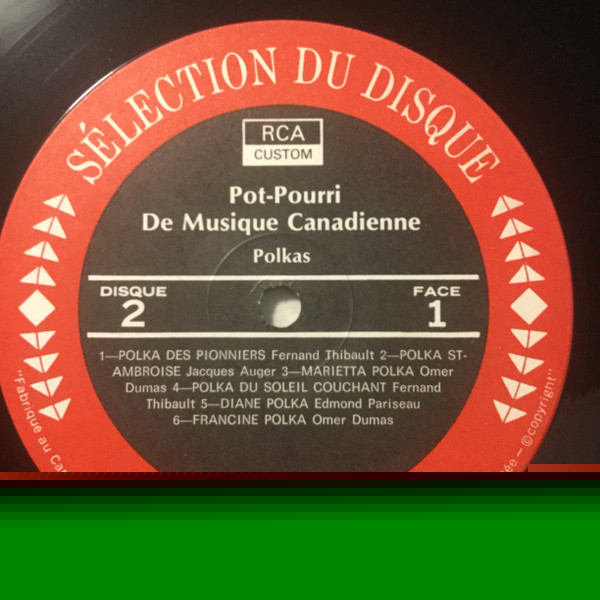 SÉLECTION DU DISQUE
RCA
CUSTOM
Pot-Pourri
De Musique Canadienne
Polkas
DISQUE
2
FACE
1
1—POLKA DES PIONNIERS Fernand Thibault 2—POLKA ST-
AMBROISE Jacques Auger 3—MARIETTA POLKA Omer
Dumas 4—POLKA DU SOLEIL COUCHANT Fernand
Thibault 5—DIANE POLKA Edmond Pariseau
6—FRANCINE POLKA Omer Dumas
"Fabriqué au
©copyright"